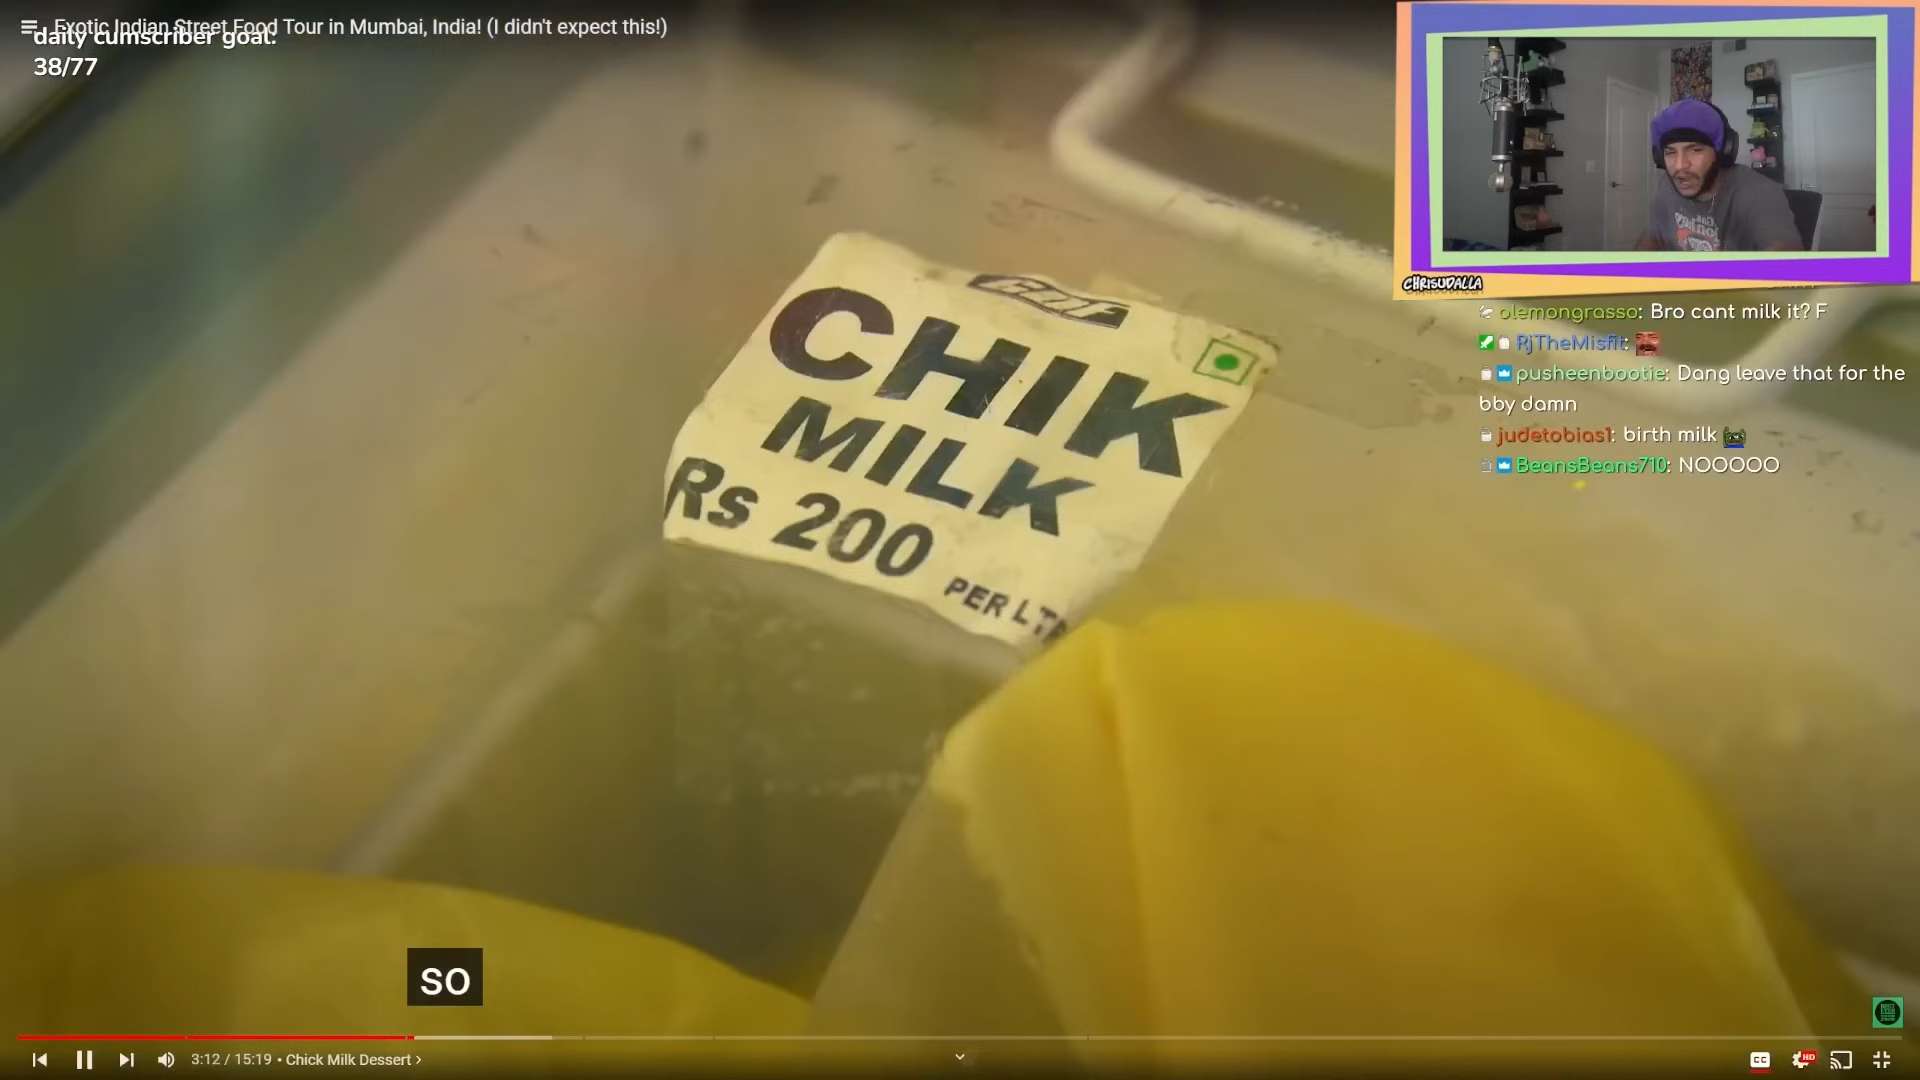 Exotic Indian Street Food Tour in Mumbai, India! (I didn't expect this!)
daily cumscriber goal:
38/77
CHRISUDALLA
olemongrasso: Bro cant milk it? F
RjTheMisfit:
pusheenbootie: Dang leave that for the
bby damn
judetobias1: birth milk
BeansBeans710: NOOOOO
CHIK
MILK
Rs 200
PER LTR
so
3:12 / 15:19 • Chick Milk Dessert ›
CC
HD